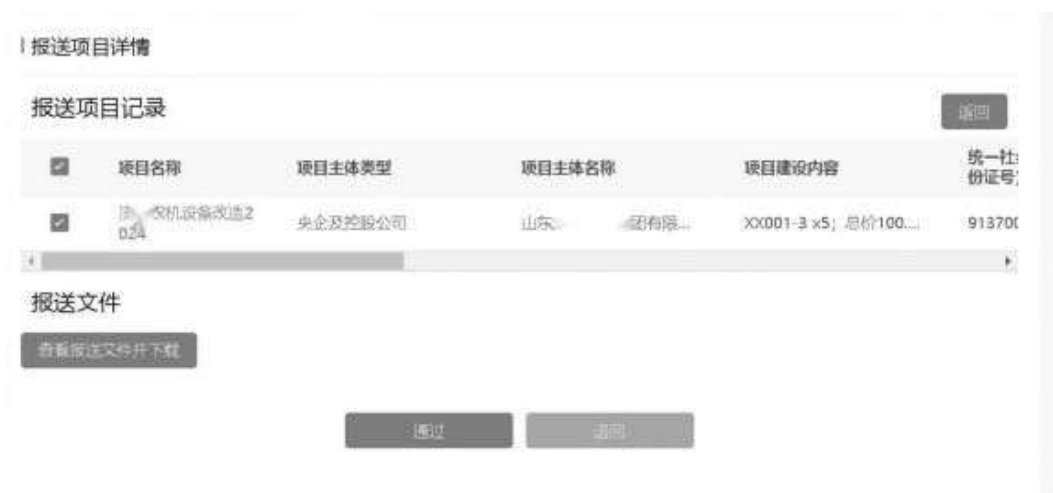 报送项目详情
报送项目记录
返回
项目名称 项目主体类型 项目主体名称 项目建设内容 统一社
份证号
农机设备改造2 央企及控股公司 山东 团有限... XX001-3 x5；总价100.... 913700
024
报送文件
查看报送文件并下载
通过 退回